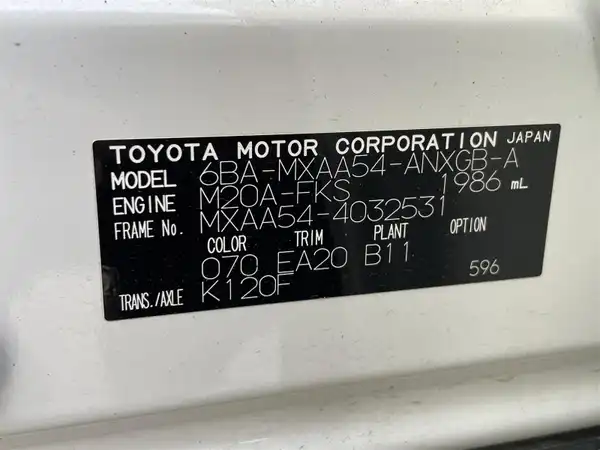 TOYOTA MOTOR CORPORATION JAPAN
MODEL 6BA-MXAA54-ANXGB-A
ENGINE M20A-FKS 1986 mL
FRAME No. MXAA54-4032531
COLOR TRIM PLANT OPTION
070 EA20 B11 596
TRANS./AXLE K120F